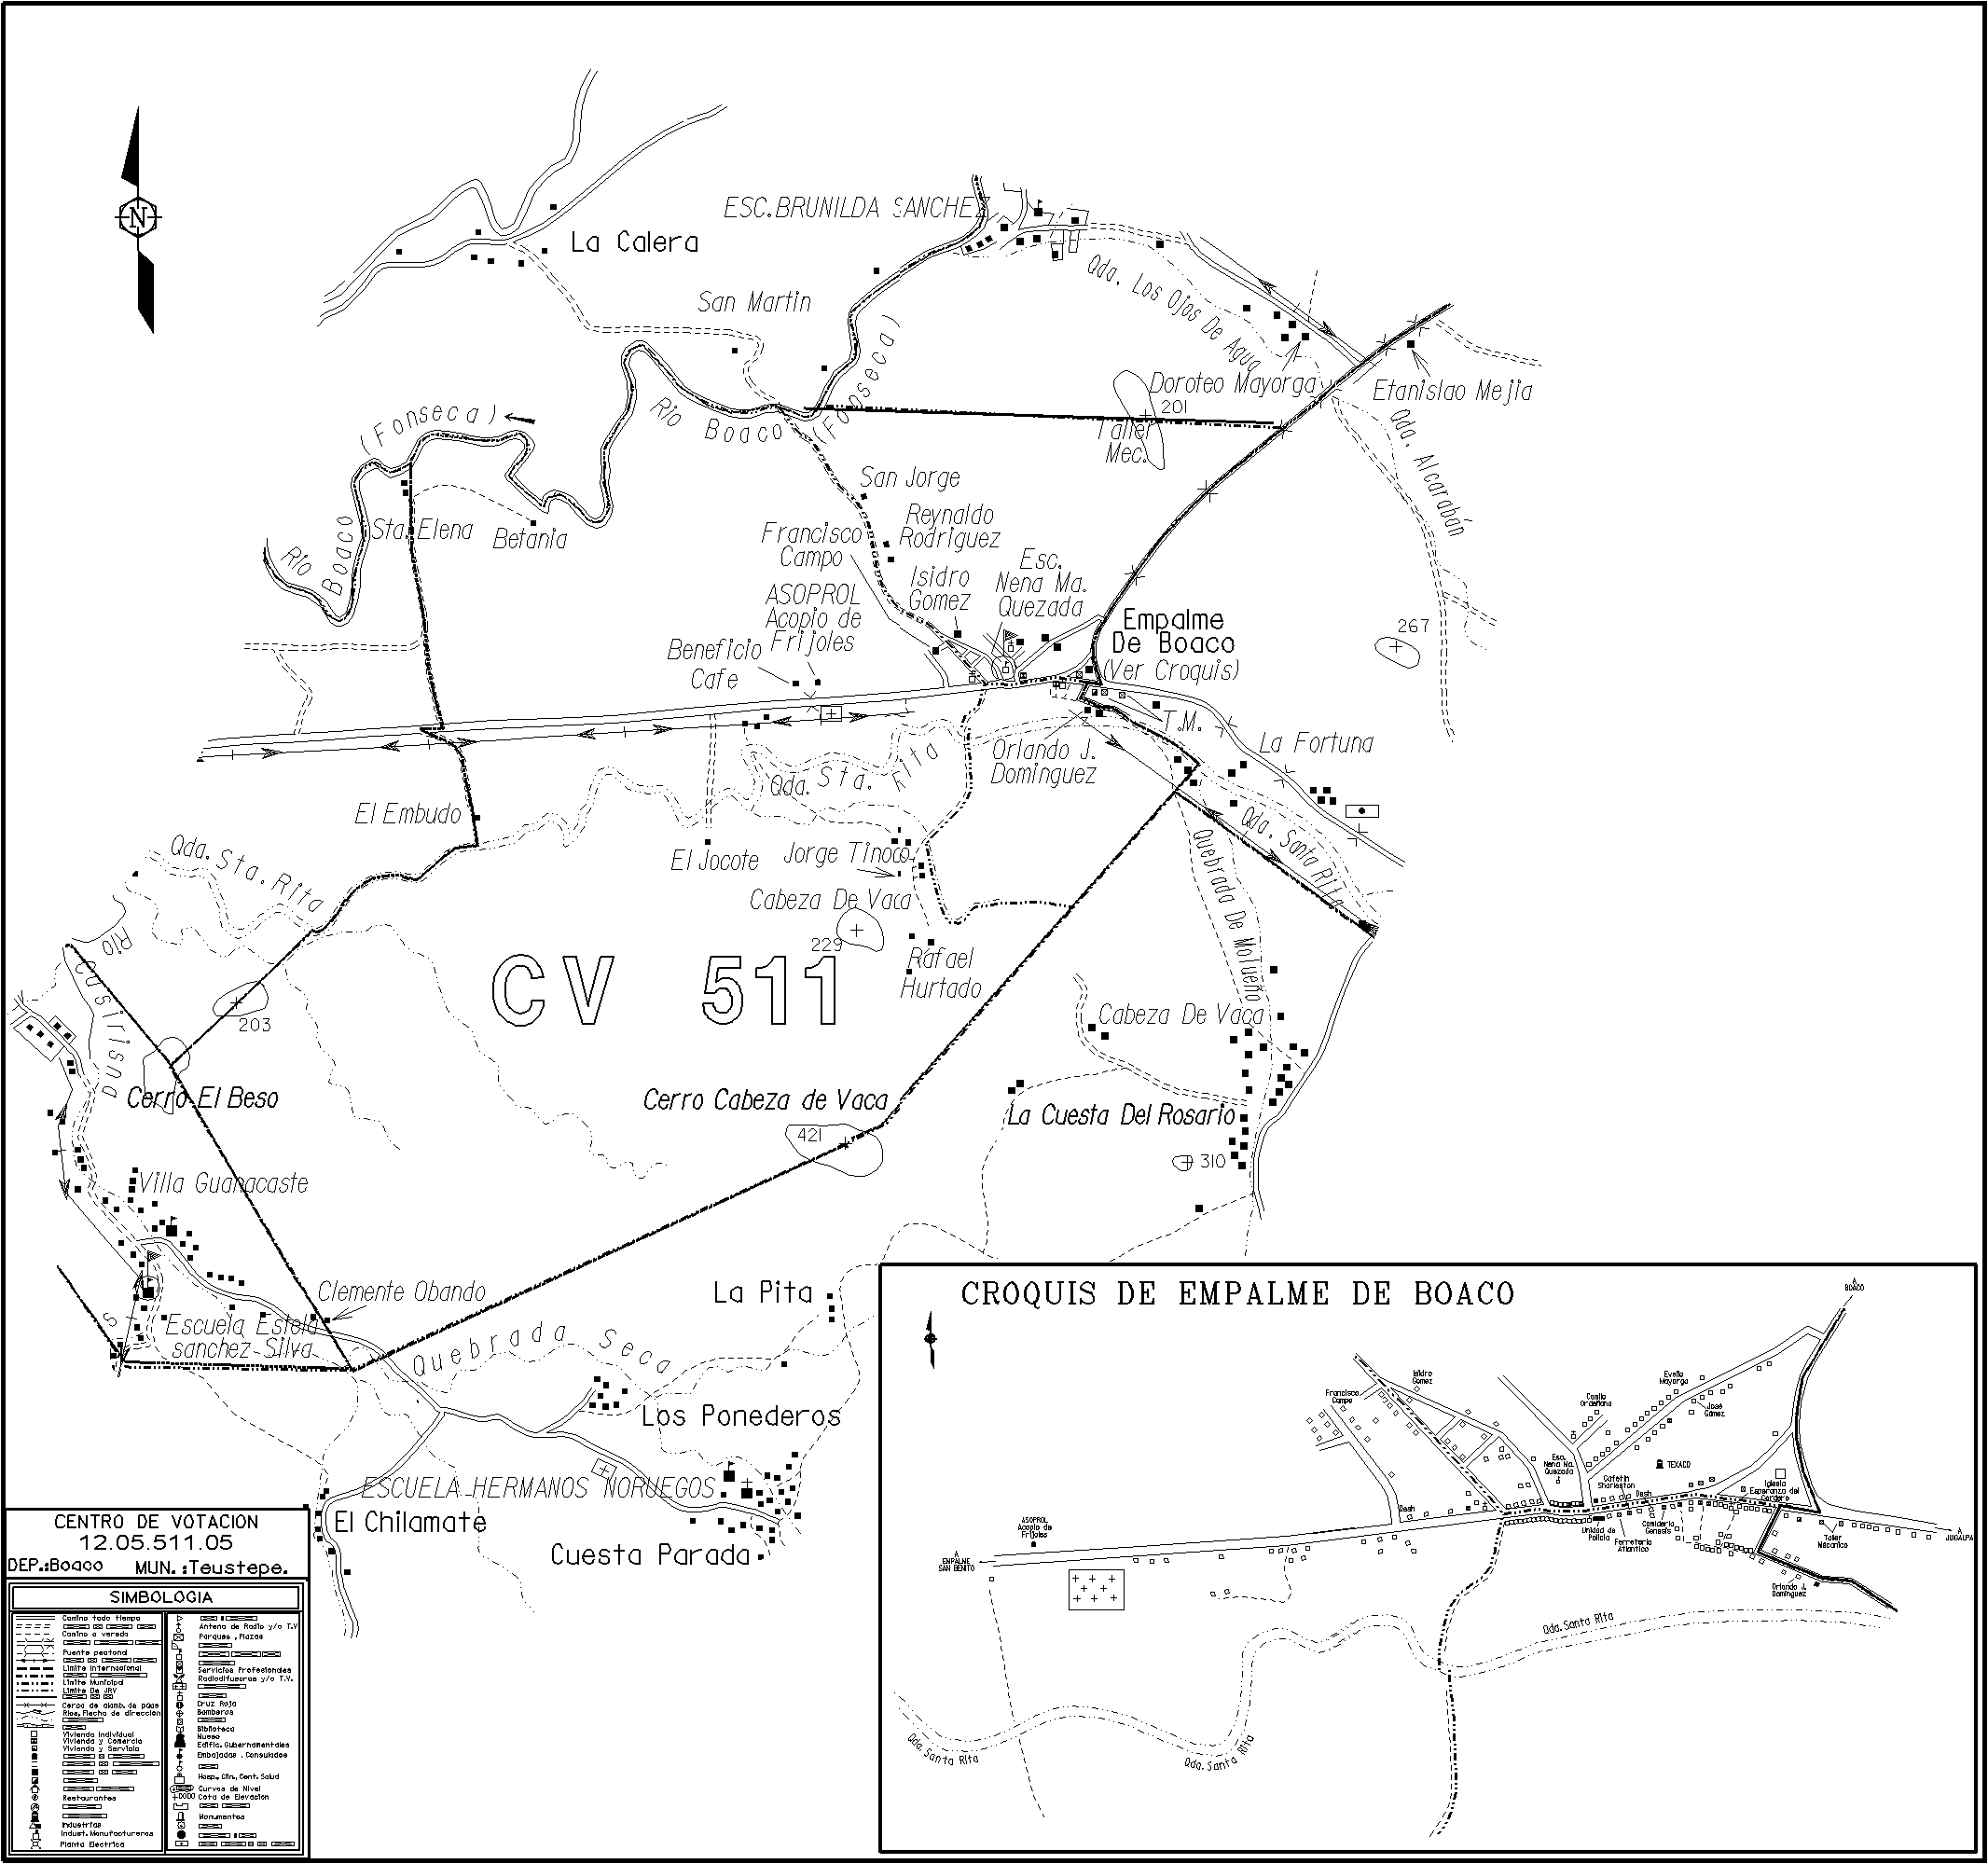 N
ESC.BRUNILDA SANCHEZ
La Calera
San Martin
Qda. Los Ojos De Agua
(Fonseca)
Doroteo Mayorga
Etanislao Mejia
201
Taller
Mec.
Rio Boaco (Fonseca)
Qda. Alcarabán
San Jorge
Reynaldo
Rodriguez
Sta. Elena
Betania
Rio Boaco
Francisco
Campo
Isidro
Gomez
Esc.
Nena Ma.
Quezada
ASOPROL
Acopio de
Frijoles
Empalme
De Boaco
(Ver Croquis)
267
Beneficio
Cafe
T.M.
Orlando J.
Dominguez
La Fortuna
Qda. Sta. Rita
El Embudo
Qda. Santa Rita
Qda. Sta. Rita
El Jocote
Jorge Tinoco
Cabeza De Vaca
229
Quebrada De Molueño
Rafael
Hurtado
Rio Cusirisna
CV 511
203
Cabeza De Vaca
Cerro El Beso
Cerro Cabeza de Vaca
421
La Cuesta Del Rosario
310
Villa Guanacaste
Clemente Obando
La Pita
Escuela Estela
sanchez Silva
Quebrada Seca
Los Ponederos
ESCUELA HERMANOS NORUEGOS
El Chilamate
Cuesta Parada
CROQUIS DE EMPALME DE BOACO
A
BOACO
Isidro
Gomez
Francisco
Campo
Evelio
Mayorga
José
Gámez
Camilo
Ordeñana
Esc.
Nena Ma.
Quezada
TEXACO
Cafetin
Sharleston
Dash
Iglesia
Esperanza del
Cordero
Dash
ASOPROL
Acopio de
Frijoles
Unidad de
Policia
Ferreteria
Atlantico
Comideria
Genesis
Taller
Mecanico
A
JUIGALPA
A
EMPALME
SAN BENITO
Orlando J.
Dominguez
Qda. Santa Rita
Qda. Santa Rita
Qda. Santa Rita
CENTRO DE VOTACION
12.05.511.05
DEP.:Boaco MUN.:Teustepe.
SIMBOLOGIA
Camino todo tiempo
Camino o vereda
Puente peatonal
Limite Internacional
Limite Municipal
Limite De JRV
Cerca de alamb. de púas
Rios, Flecha de dirección
Vivienda Individual
Vivienda y Comercio
Vivienda y Servicio
Restaurantes
Industrias
Indust. Manufactureras
Planta Electrica
Antena de Radio y/o T.V
Parques , Plazas
Servicios Profesionales
Radiodifusoras y/o T.V.
Cruz Roja
Bomberos
Biblioteca
Museo
Edific. Gubernamentales
Embajadas , Consulados
Hosp., Clin., Cent. Salud
Curvas de Nivel
Cota de Elevacion
Monumentos